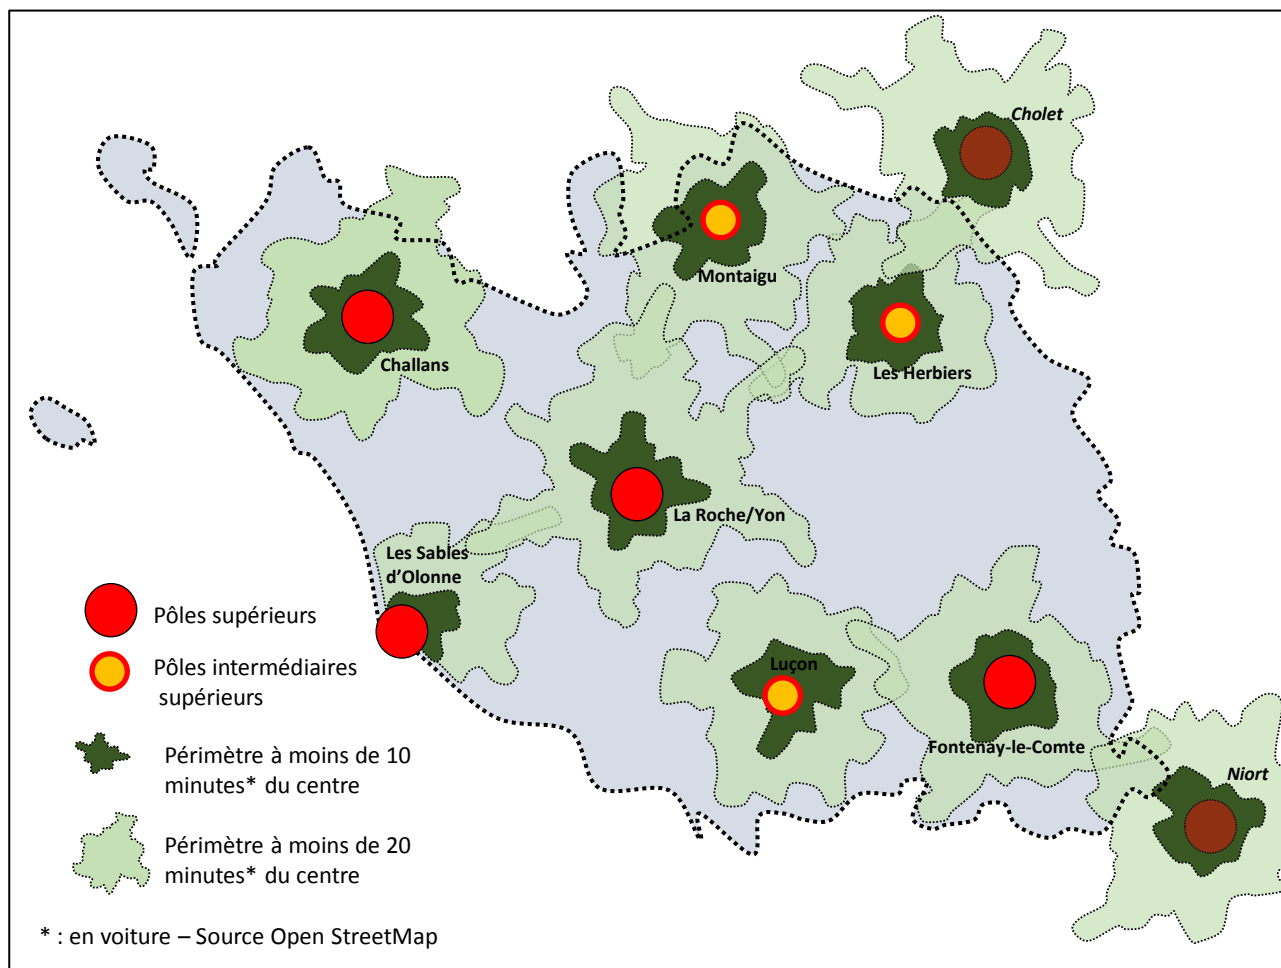 Cholet
Montaigu
Challans
Les Herbiers
La Roche/Yon
Les Sables
d'Olonne
Luçon
Fontenay-le-Comte
Niort
Pôles supérieurs
Pôles intermédiaires
supérieurs
Périmètre à moins de 10
minutes* du centre
Périmètre à moins de 20
minutes* du centre
* : en voiture – Source Open StreetMap